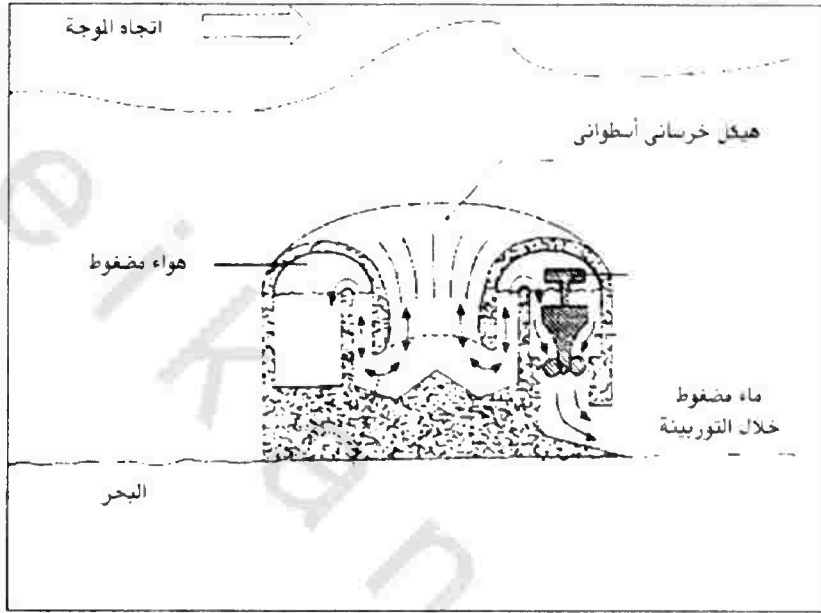 اتجاه الموجة
هيكل خرسانى أسطوانى
هواء مضغوط
ماء مضغوط
خلال التوربينة
البحر